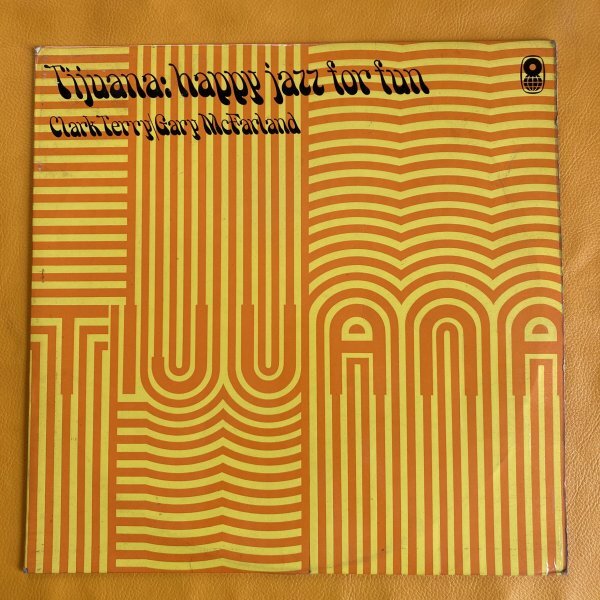 Tijuana: happy jazz for fun
Clark Terry/Gary McFarland
TIJUANA